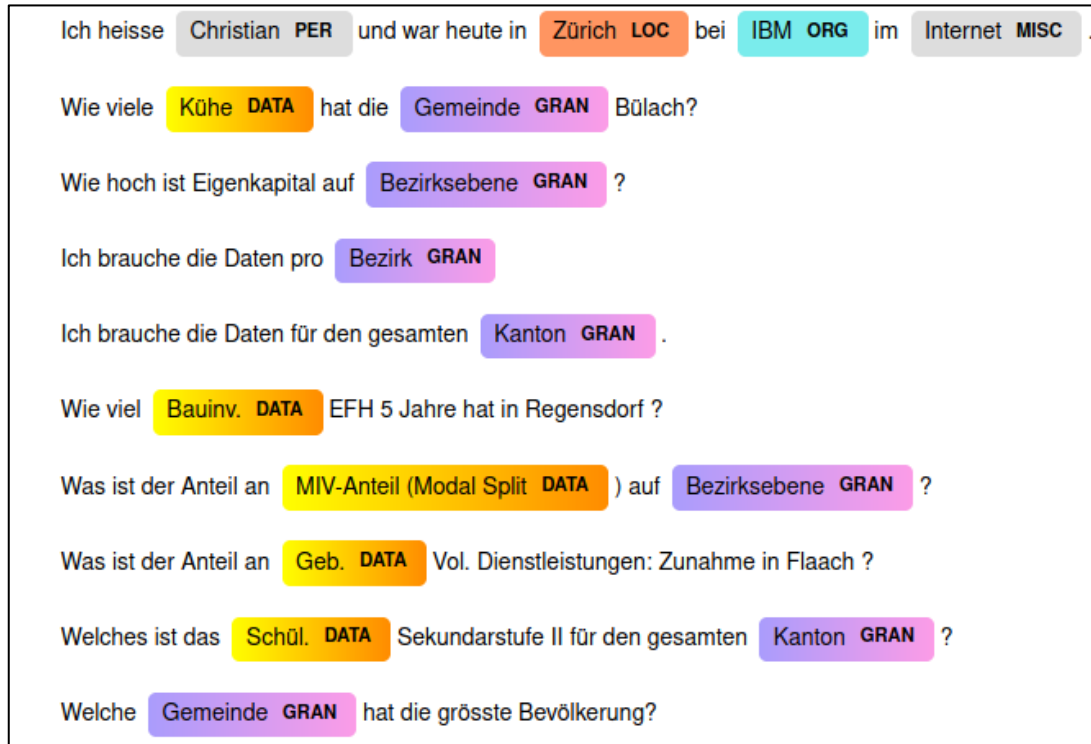 Ich heisse Christian PER und war heute in Zürich LOC bei IBM ORG im Internet MISC .
Wie viele Kühe DATA hat die Gemeinde GRAN Bülach?
Wie hoch ist Eigenkapital auf Bezirksebene GRAN ?
Ich brauche die Daten pro Bezirk GRAN
Ich brauche die Daten für den gesamten Kanton GRAN .
Wie viel Bauinv. DATA EFH 5 Jahre hat in Regensdorf ?
Was ist der Anteil an MIV-Anteil (Modal Split DATA ) auf Bezirksebene GRAN ?
Was ist der Anteil an Geb. DATA Vol. Dienstleistungen: Zunahme in Flaach ?
Welches ist das Schül. DATA Sekundarstufe II für den gesamten Kanton GRAN ?
Welche Gemeinde GRAN hat die grösste Bevölkerung?